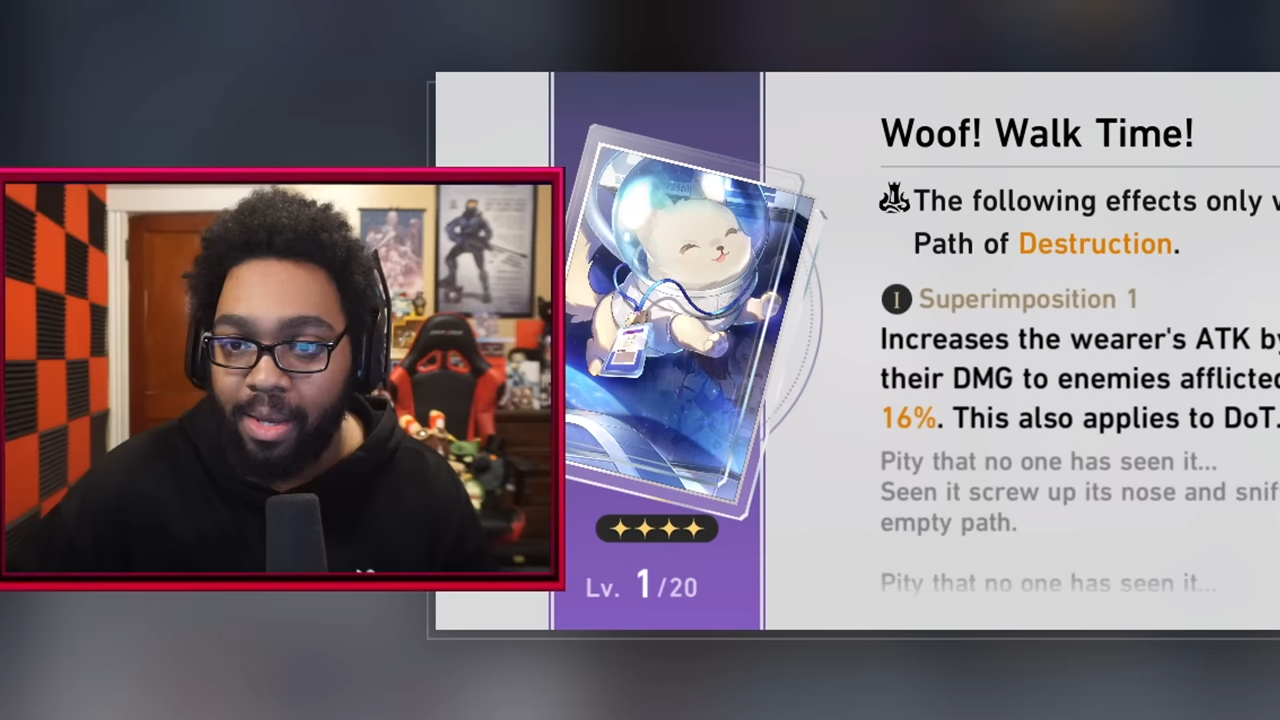 Woof! Walk Time!
The following effects only
Path of Destruction.
I Superimposition 1
Increases the wearer's ATK by
their DMG to enemies afflicted
16%. This also applies to DoT.
Pity that no one has seen it...
Seen it screw up its nose and
empty path.
Pity that no one has seen it...
Lv. 1/20